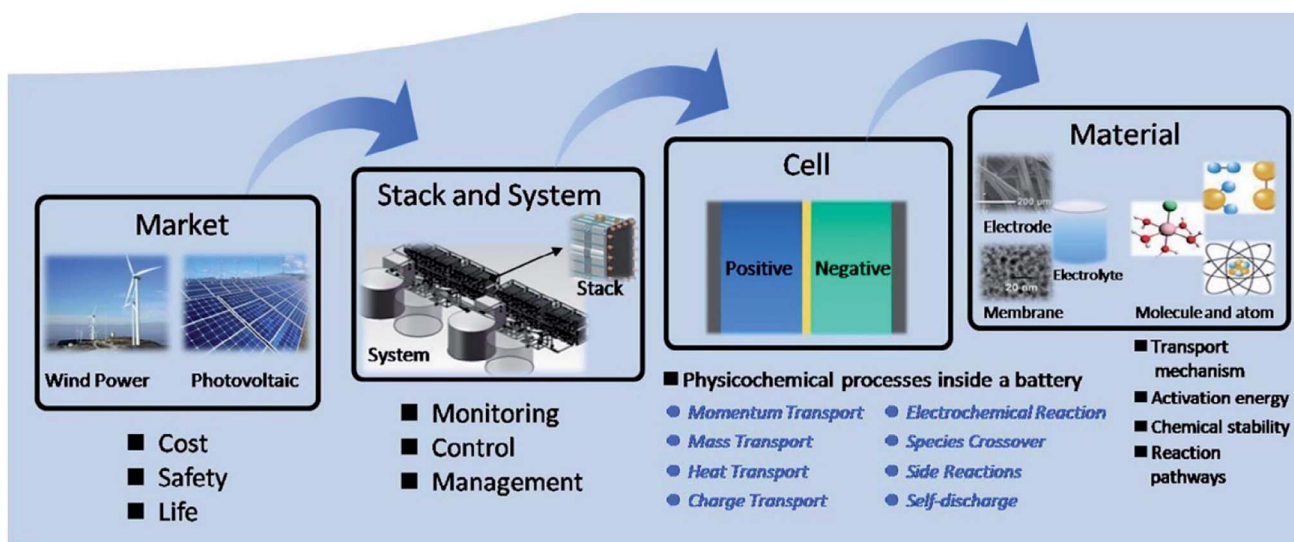 Market
Wind Power
Photovoltaic
Cost
Safety
Life
Stack and System
Stack
System
Monitoring
Control
Management
Cell
Positive
Negative
Physicochemical processes inside a battery
Momentum Transport
Mass Transport
Heat Transport
Charge Transport
Electrochemical Reaction
Species Crossover
Side Reactions
Self-discharge
Material
200 μm
Electrode
20 nm
Membrane
Electrolyte
Molecule and atom
Transport
mechanism
Activation energy
Chemical stability
Reaction
pathways